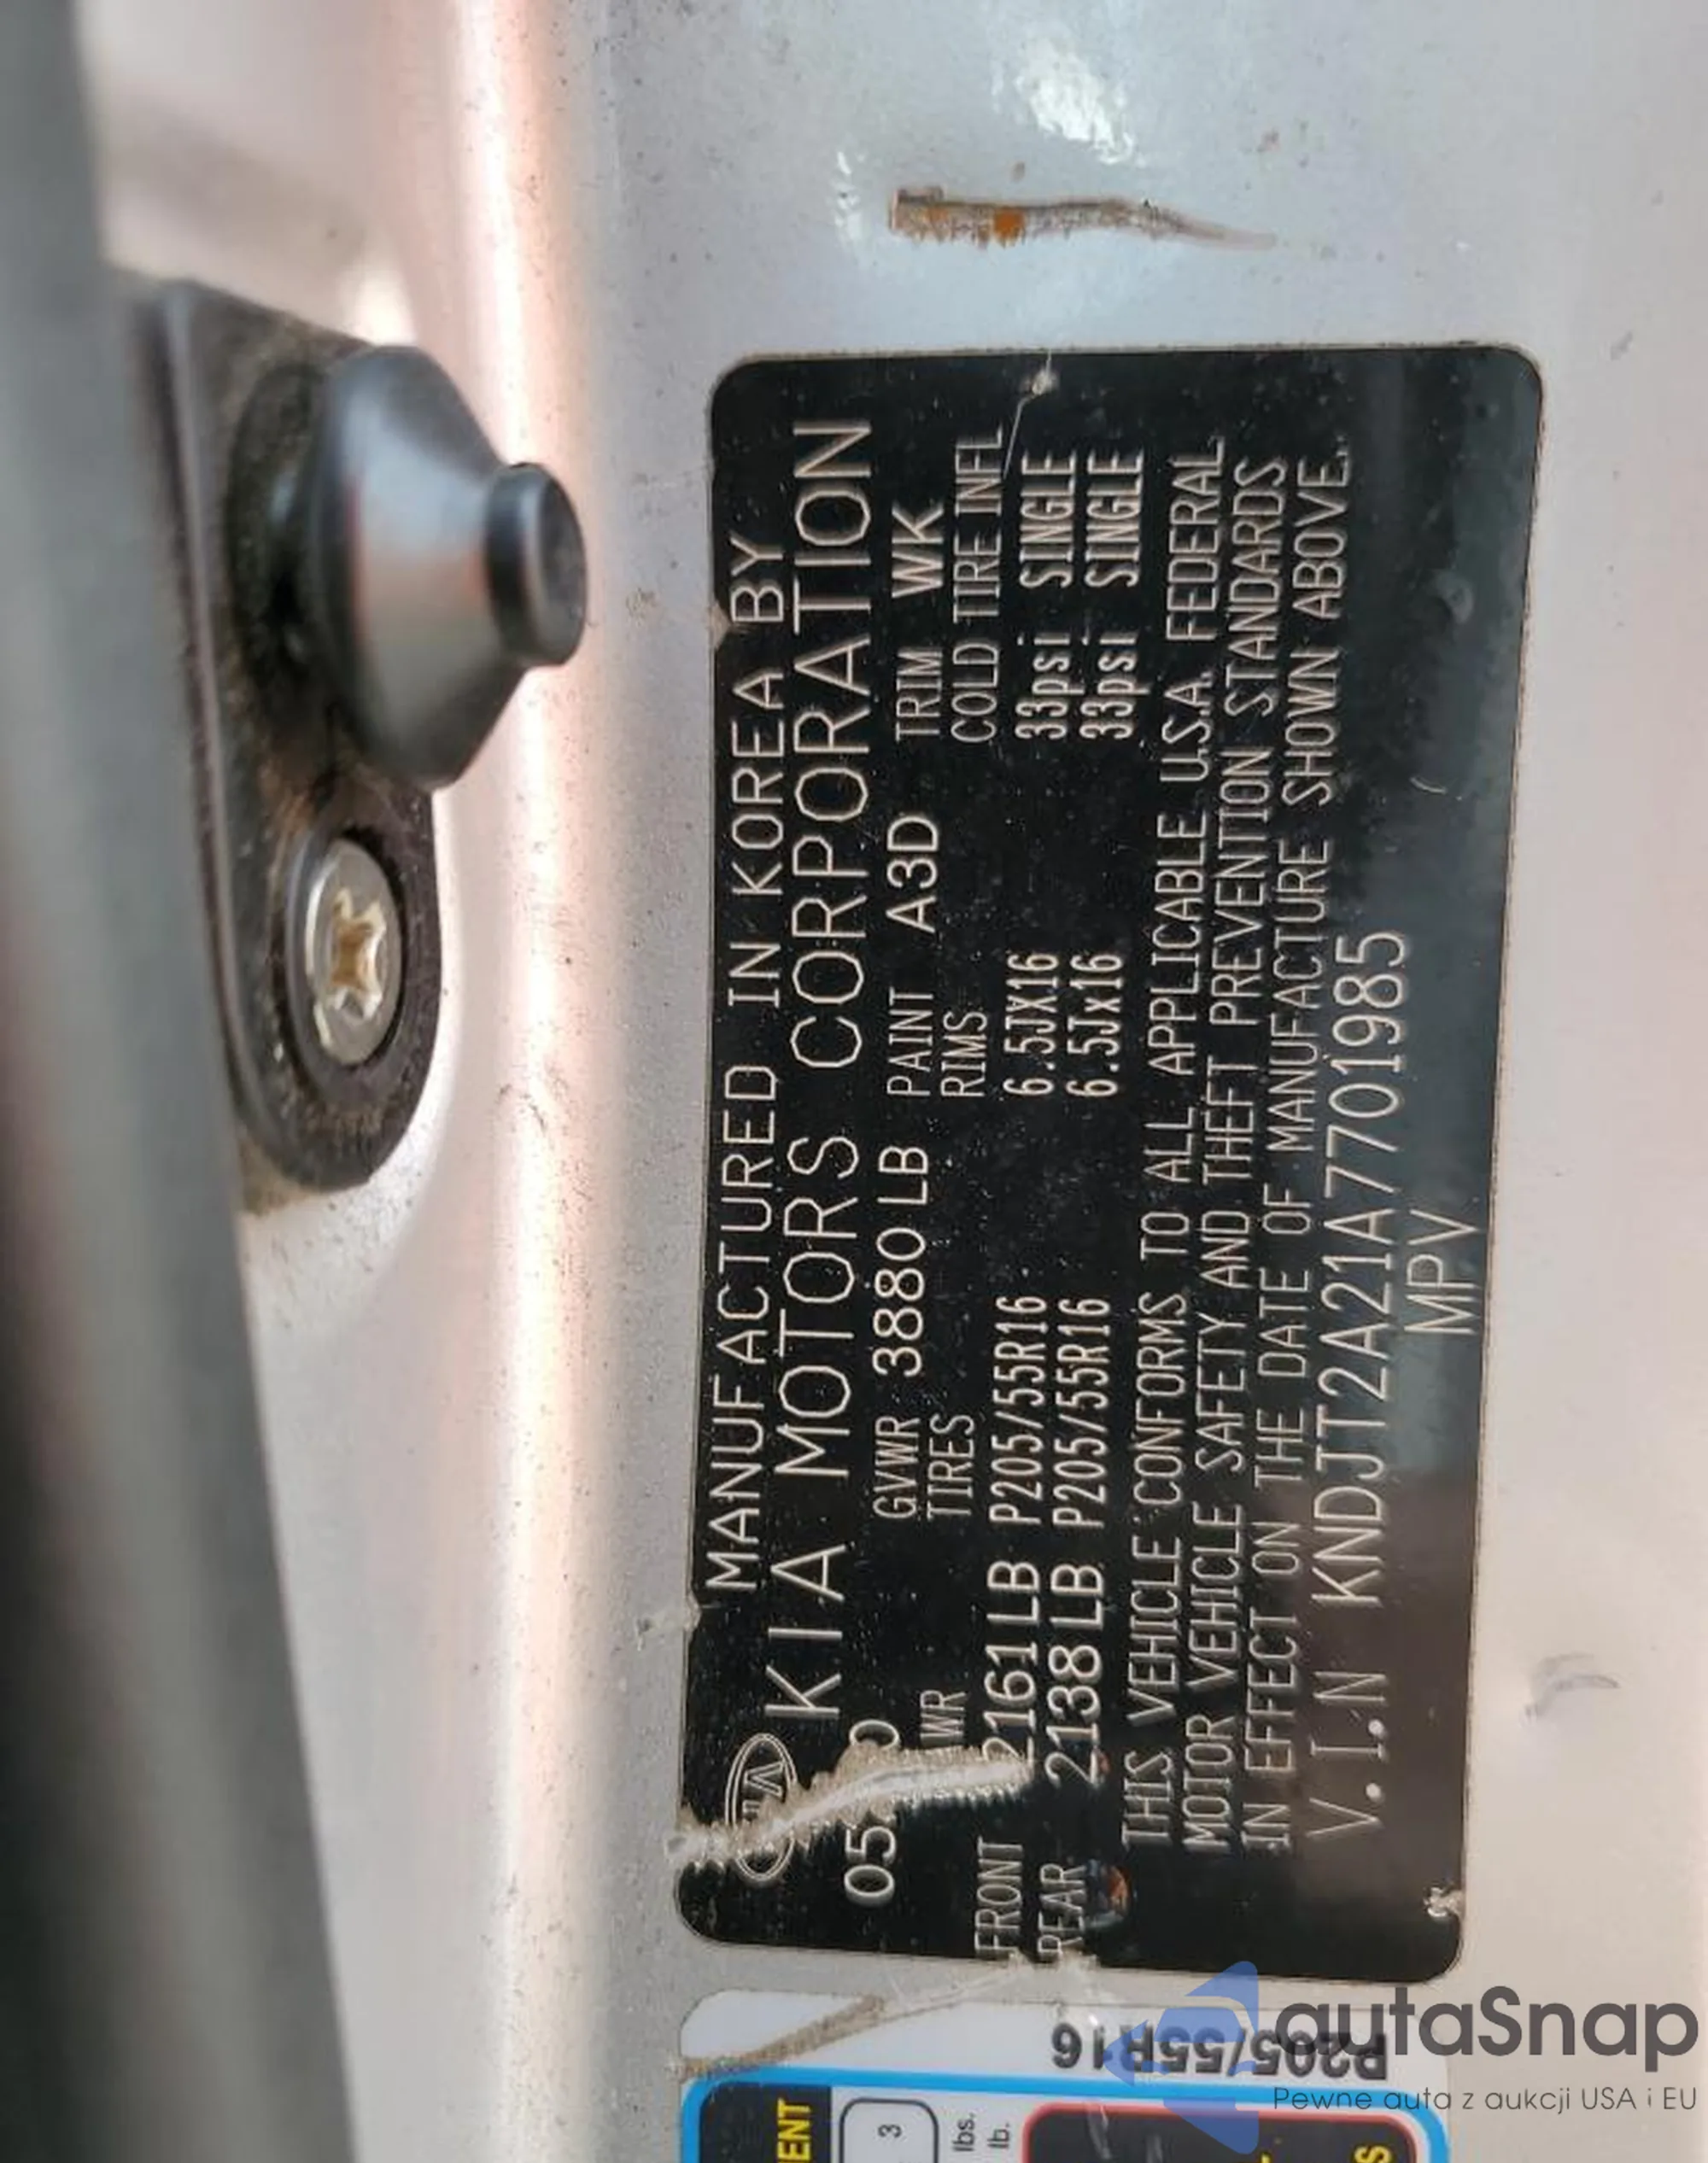 MANUFACTURED IN KOREA BY
KIA MOTORS CORPORATION
GVWR 3880 LB PAINT A3D TRIM WK
TIRES RIMS COLD TIRE INFL
FRONT 2161 LB P205/55R16 6.5JX16 33psi SINGLE
REAR 2138 LB P205/55R16 6.5Jx16 33psi SINGLE
THIS VEHICLE CONFORMS TO ALL APPLICABLE U.S.A. FEDERAL
MOTOR VEHICLE SAFETY AND THEFT PREVENTION STANDARDS
IN EFFECT ON THE DATE OF MANUFACTURE SHOWN ABOVE.
V.I.N KNDJT2A21A7701985
MPV
P205/55R16
3
lbs.
lb.
autaSnap
Pewne auta z aukcji USA i EU